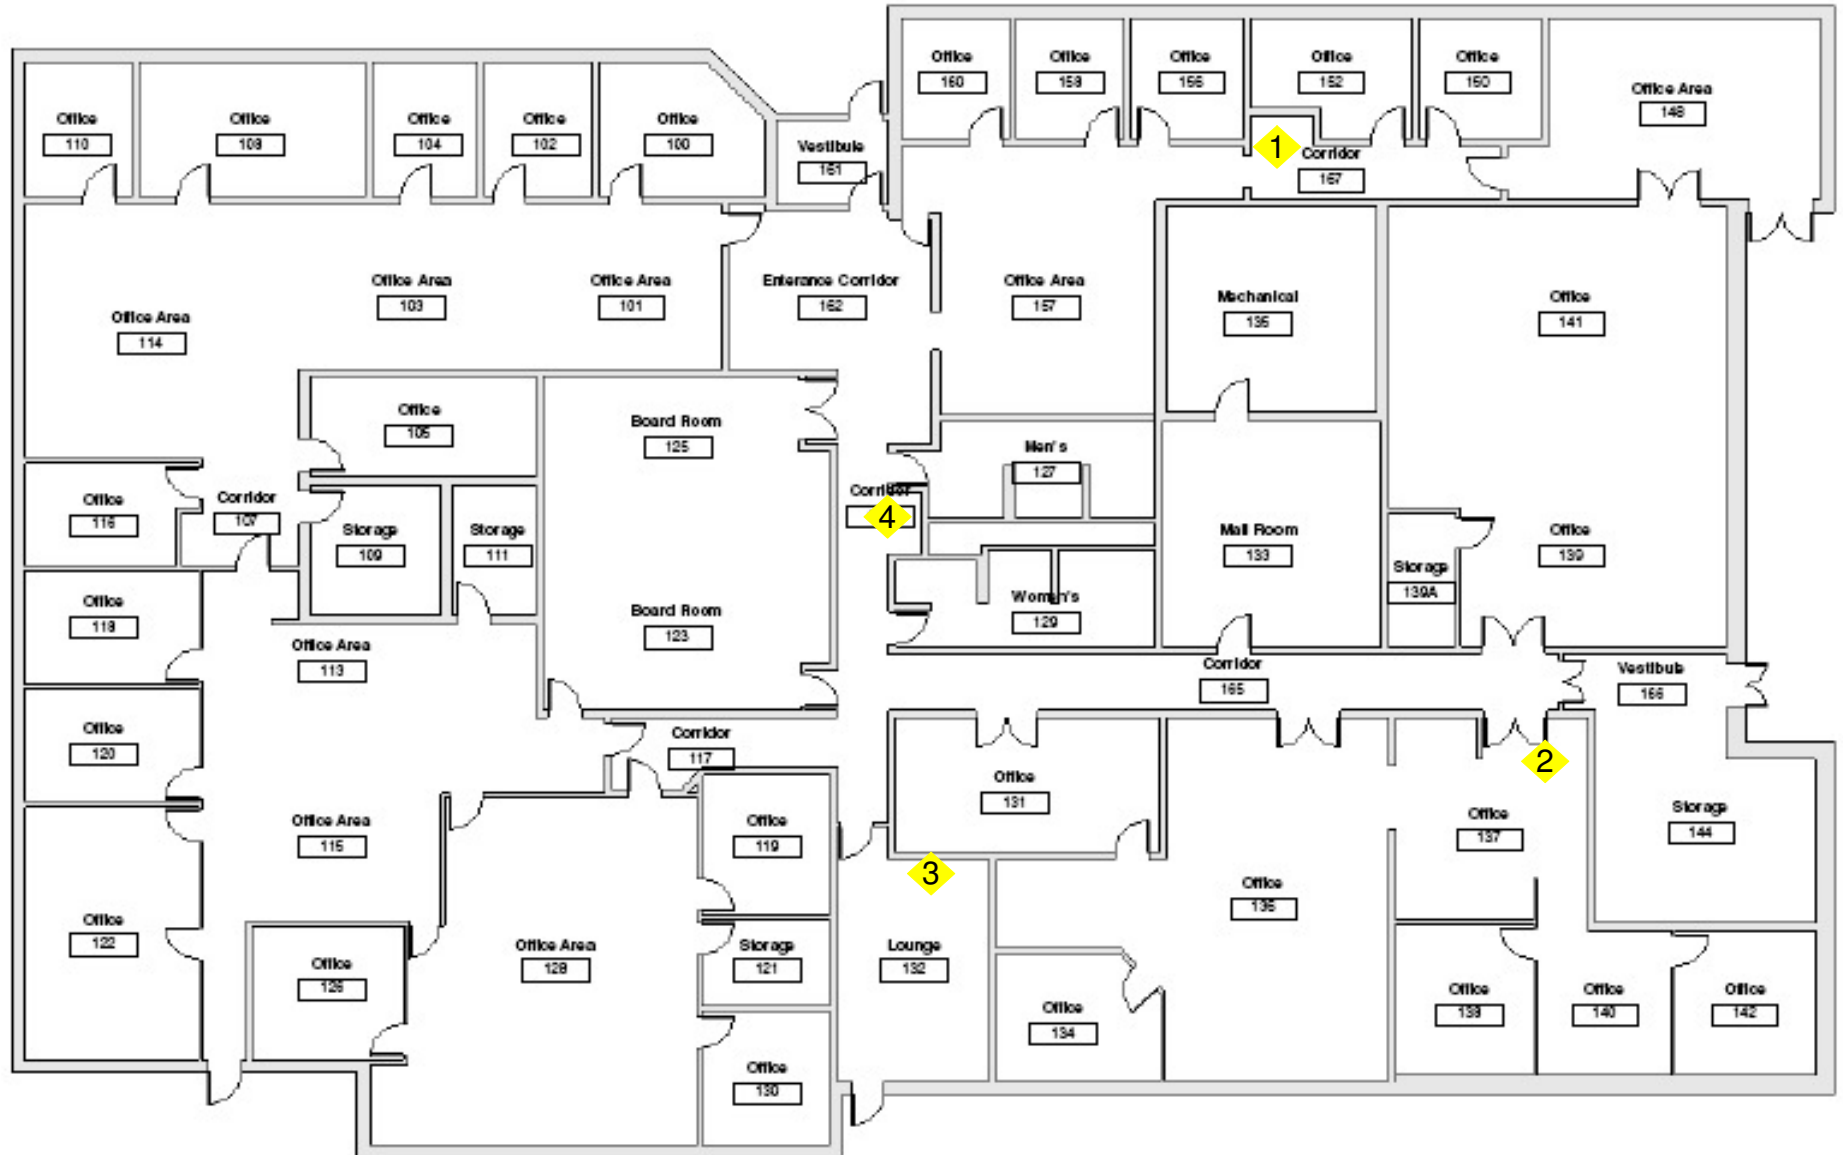 Office
160
Office
158
Office
156
Office
152
Office
150
Office Area
148
Office
110
Office
108
Office
104
Office
102
Office
100
Vestibule
161
1
Corridor
167
Office Area
114
Office Area
103
Office Area
101
Enterance Corridor
162
Office Area
157
Mechanical
135
Office
141
Office
105
Board Room
125
Men's
127
Office
116
Corridor
107
Storage
109
Storage
111
Corridor
4
Mail Room
133
Office
139
Storage
139A
Office
118
Office Area
113
Board Room
123
Women's
129
Corridor
165
Vestibule
166
Office
120
Corridor
117
Office
131
2
Office
137
Storage
144
Office Area
115
Office
119
3
Office
136
Office
122
Office
126
Office Area
128
Storage
121
Lounge
132
Office
134
Office
138
Office
140
Office
142
Office
130